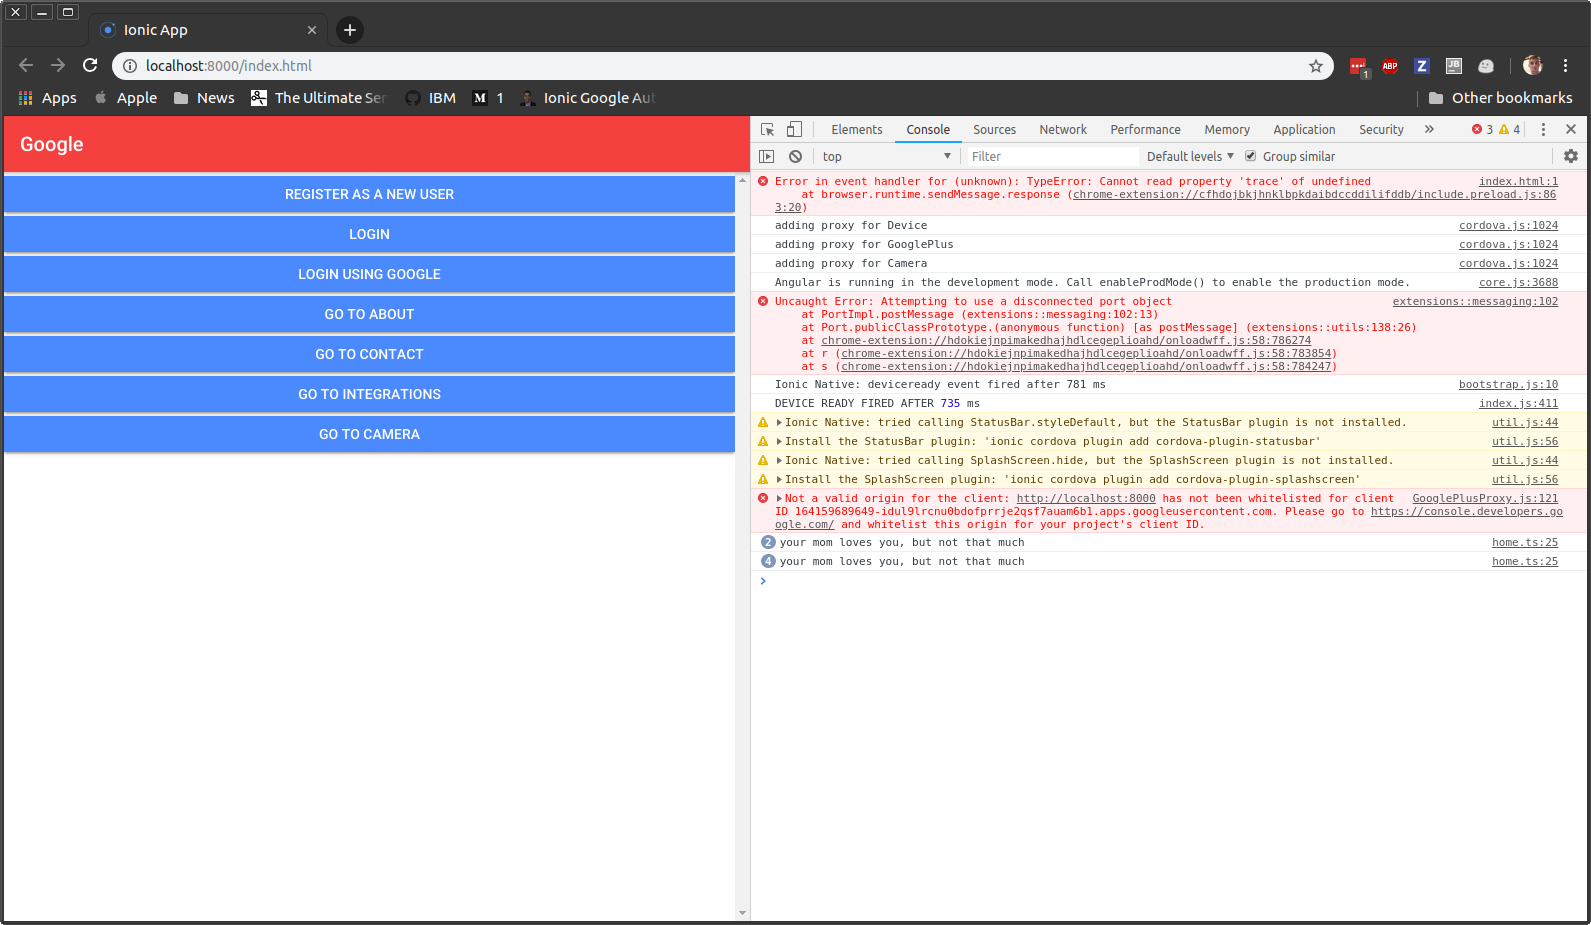 Ionic App
localhost:8000/index.html
1
ABP
Z
JB
Apps
Apple
News
The Ultimate Ser
IBM
M
1
Ionic Google Aut
Other bookmarks
Google
REGISTER AS A NEW USER
LOGIN
LOGIN USING GOOGLE
GO TO ABOUT
GO TO CONTACT
GO TO INTEGRATIONS
GO TO CAMERA
Elements Console Sources Network Performance Memory Application Security » 3 4
top Filter Default levels Group similar
Error in event handler for (unknown): TypeError: Cannot read property 'trace' of undefined index.html:1
at browser.runtime.sendMessage.response (chrome-extension://cfhdojbkjhnklbpkdaibdccddilifddb/include.preload.js:86
3:20)
adding proxy for Device cordova.js:1024
adding proxy for GooglePlus cordova.js:1024
adding proxy for Camera cordova.js:1024
Angular is running in the development mode. Call enableProdMode() to enable the production mode. core.js:3688
Uncaught Error: Attempting to use a disconnected port object extensions::messaging:102
at PortImpl.postMessage (extensions::messaging:102:13)
at Port.publicClassPrototype.(anonymous function) [as postMessage] (extensions::utils:138:26)
at chrome-extension://hdokiejnpimakedhajhdlcegeplioahd/onloadwff.js:58:786274
at r (chrome-extension://hdokiejnpimakedhajhdlcegeplioahd/onloadwff.js:58:783854)
at s (chrome-extension://hdokiejnpimakedhajhdlcegeplioahd/onloadwff.js:58:784247)
Ionic Native: deviceready event fired after 781 ms bootstrap.js:10
DEVICE READY FIRED AFTER 735 ms index.js:411
Ionic Native: tried calling StatusBar.styleDefault, but the StatusBar plugin is not installed. util.js:44
Install the StatusBar plugin: 'ionic cordova plugin add cordova-plugin-statusbar' util.js:56
Ionic Native: tried calling SplashScreen.hide, but the SplashScreen plugin is not installed. util.js:44
Install the SplashScreen plugin: 'ionic cordova plugin add cordova-plugin-splashscreen' util.js:56
Not a valid origin for the client: http://localhost:8000 has not been whitelisted for client GooglePlusProxy.js:121
ID 164159689649-idul9lrcnu0bdofprrje2qsf7auam6b1.apps.googleusercontent.com. Please go to https://console.developers.go
ogle.com/ and whitelist this origin for your project's client ID.
2 your mom loves you, but not that much home.ts:25
4 your mom loves you, but not that much home.ts:25